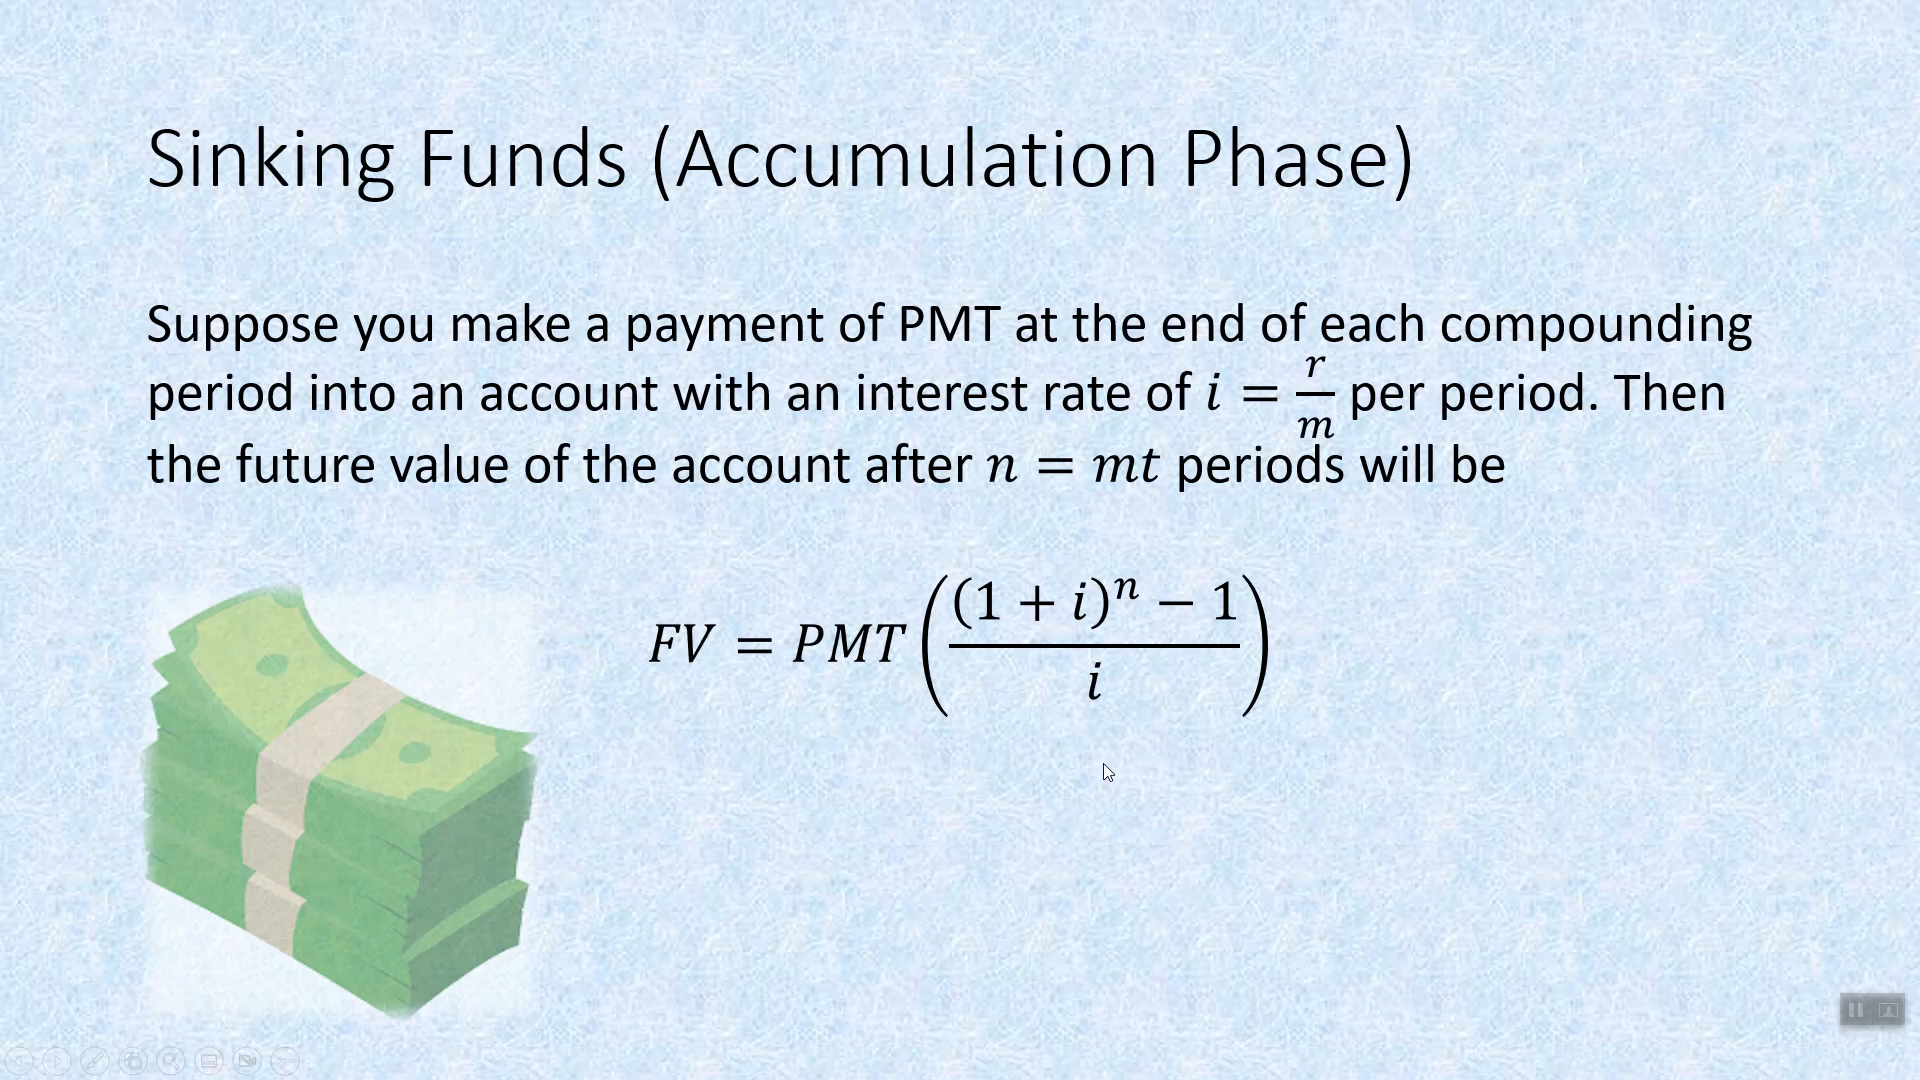 Sinking Funds (Accumulation Phase)
Suppose you make a payment of PMT at the end of each compounding
period into an account with an interest rate of i = r/m per period. Then
the future value of the account after n = mt periods will be
FV = PMT(((1 + i)^n − 1)/i)